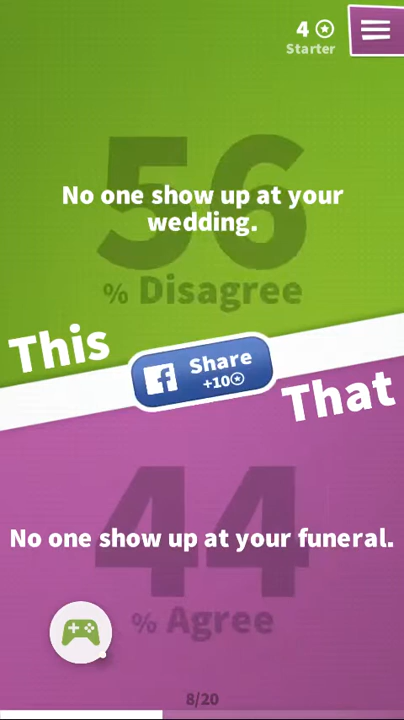 4
Starter
56
No one show up at your
wedding.
% Disagree
This
Share
+10
That
44
No one show up at your funeral.
% Agree
8/20